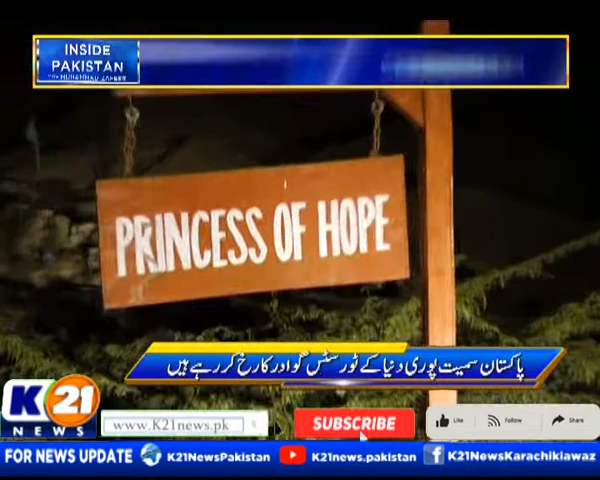 INSIDE
PAKISTAN
PRINCESS OF HOPE
پاکستان سمیت پوری دنیا کے ٹورسٹس گوادر کا رخ کر رہے ہیں
K21
NEWS
www.K21news.pk
SUBSCRIBE
Like
Follow
Share
FOR NEWS UPDATE K21NewsPakistan K21news.pakistan K21NewsKarachikiawaz